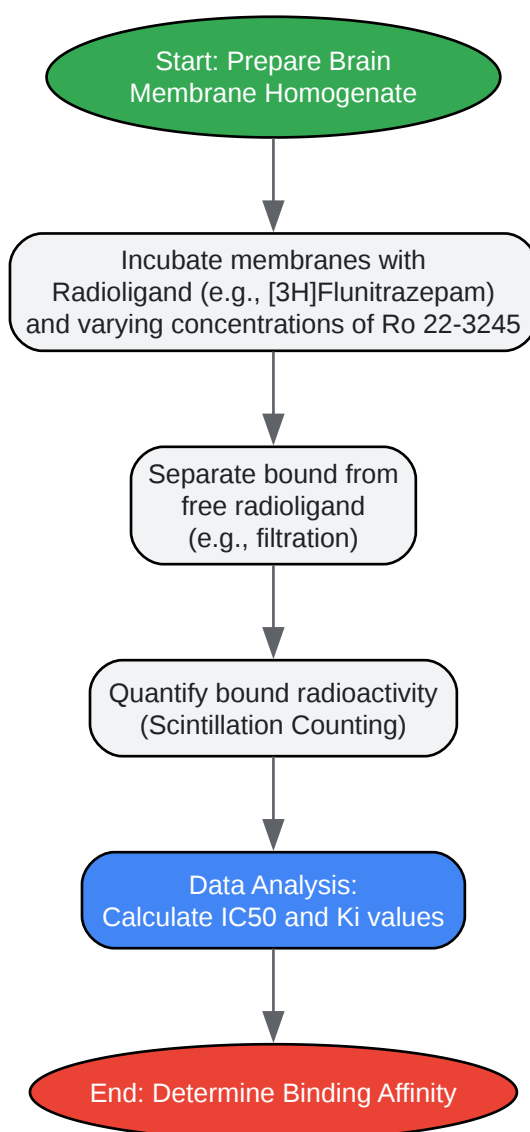 Start: Prepare Brain
Membrane Homogenate
Incubate membranes with
Radioligand (e.g., [3H]Flunitrazepam)
and varying concentrations of Ro 22-3245
Separate bound from
free radioligand
(e.g., filtration)
Quantify bound radioactivity
(Scintillation Counting)
Data Analysis:
Calculate IC50 and Ki values
End: Determine Binding Affinity